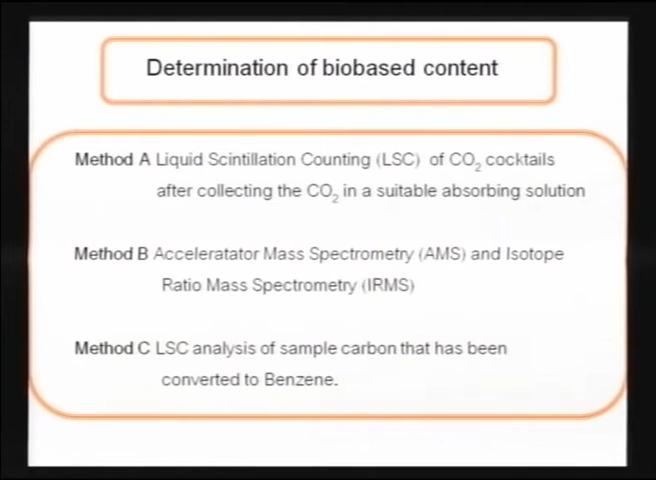 Determination of biobased content
Method A Liquid Scintillation Counting (LSC) of CO₂ cocktails
after collecting the CO₂ in a suitable absorbing solution
Method B Acceleratator Mass Spectrometry (AMS) and Isotope
Ratio Mass Spectrometry (IRMS)
Method C LSC analysis of sample carbon that has been
converted to Benzene.